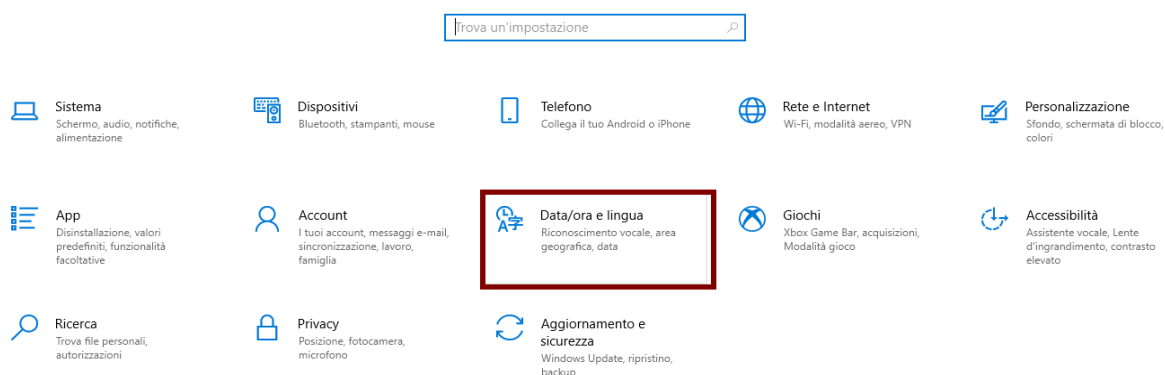 Trova un'impostazione
Sistema
Schermo, audio, notifiche,
alimentazione
Dispositivi
Bluetooth, stampanti, mouse
Telefono
Collega il tuo Android o iPhone
Rete e Internet
Wi-Fi, modalità aereo, VPN
Personalizzazione
Sfondo, schermata di blocco,
colori
App
Disinstallazione, valori
predefiniti, funzionalità
facoltative
Account
I tuoi account, messaggi e-mail,
sincronizzazione, lavoro,
famiglia
Data/ora e lingua
Riconoscimento vocale, area
geografica, data
Giochi
Xbox Game Bar, acquisizioni,
Modalità gioco
Accessibilità
Assistente vocale, Lente
d'ingrandimento, contrasto
elevato
Ricerca
Trova file personali,
autorizzazioni
Privacy
Posizione, fotocamera,
microfono
Aggiornamento e
sicurezza
Windows Update, ripristino,
backup